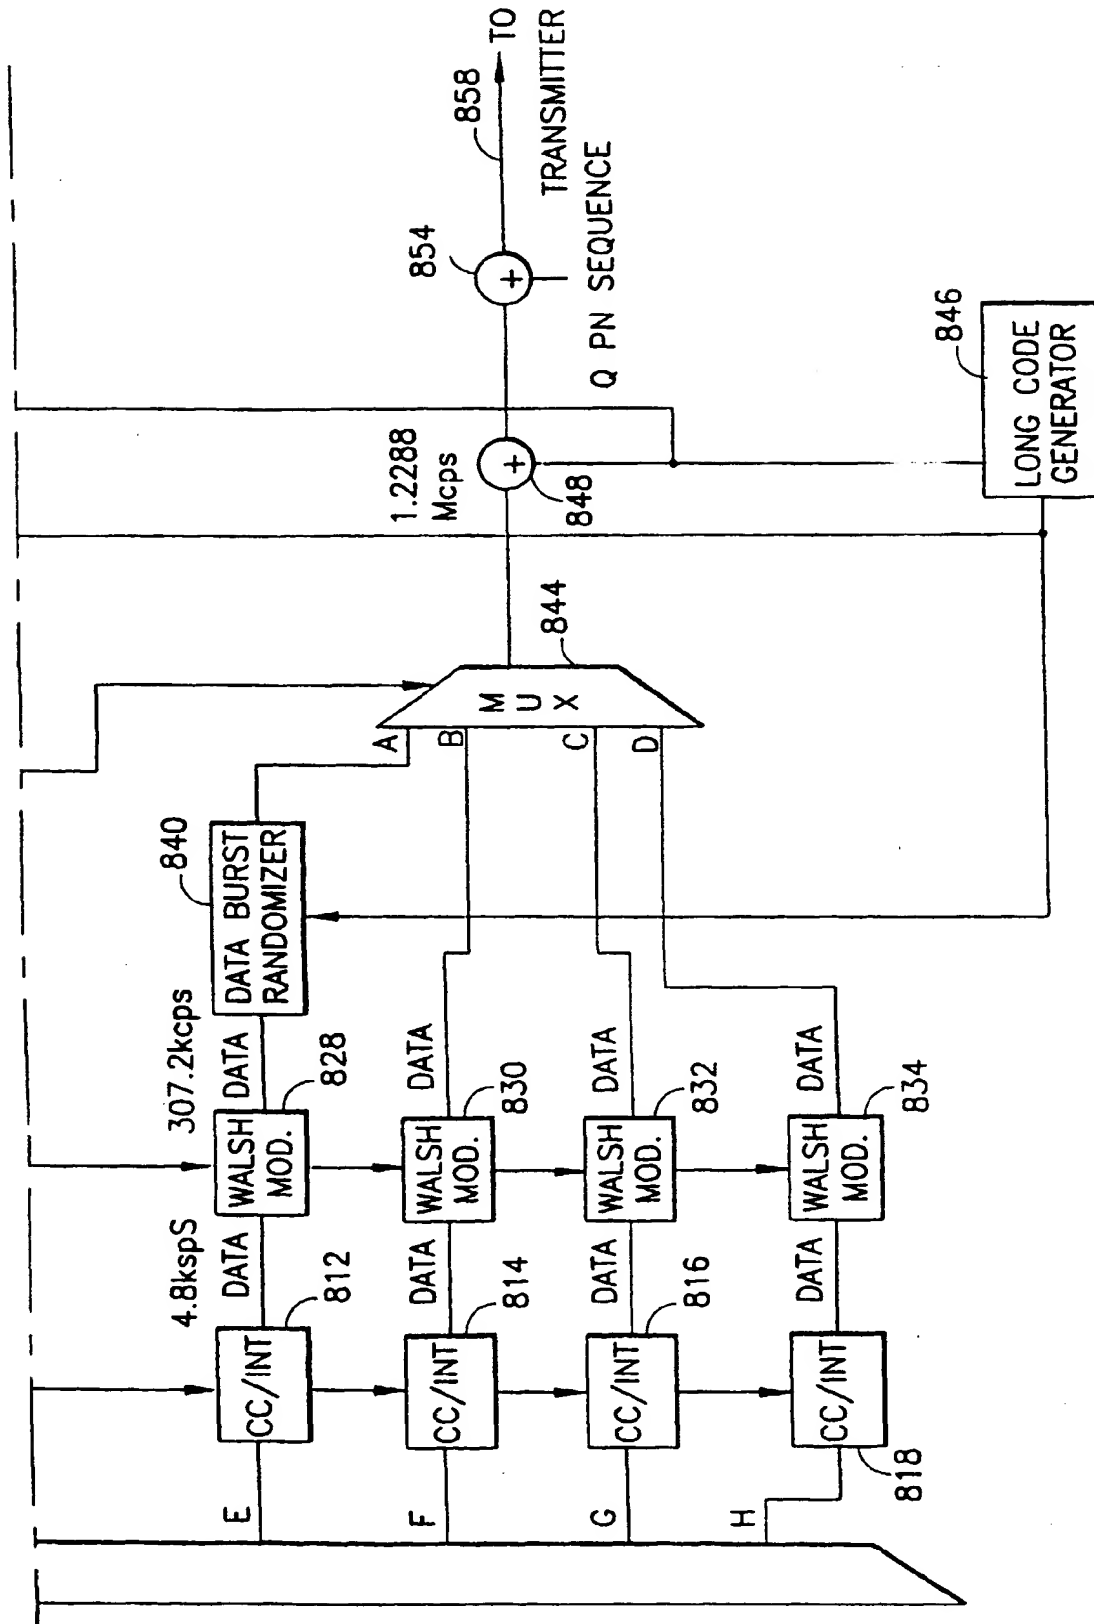 E
F
G
H
CC/INT
812
CC/INT
814
CC/INT
816
CC/INT
818
4.8kspS
DATA
DATA
DATA
DATA
WALSH
MOD.
828
WALSH
MOD.
830
WALSH
MOD.
832
WALSH
MOD.
834
307.2kcps
DATA
DATA
DATA
DATA
DATA BURST
RANDOMIZER
840
A
B
C
D
MUX
844
1.2288
Mcps
848
854
Q PN SEQUENCE
858
TO
TRANSMITTER
LONG CODE
GENERATOR
846
+
+